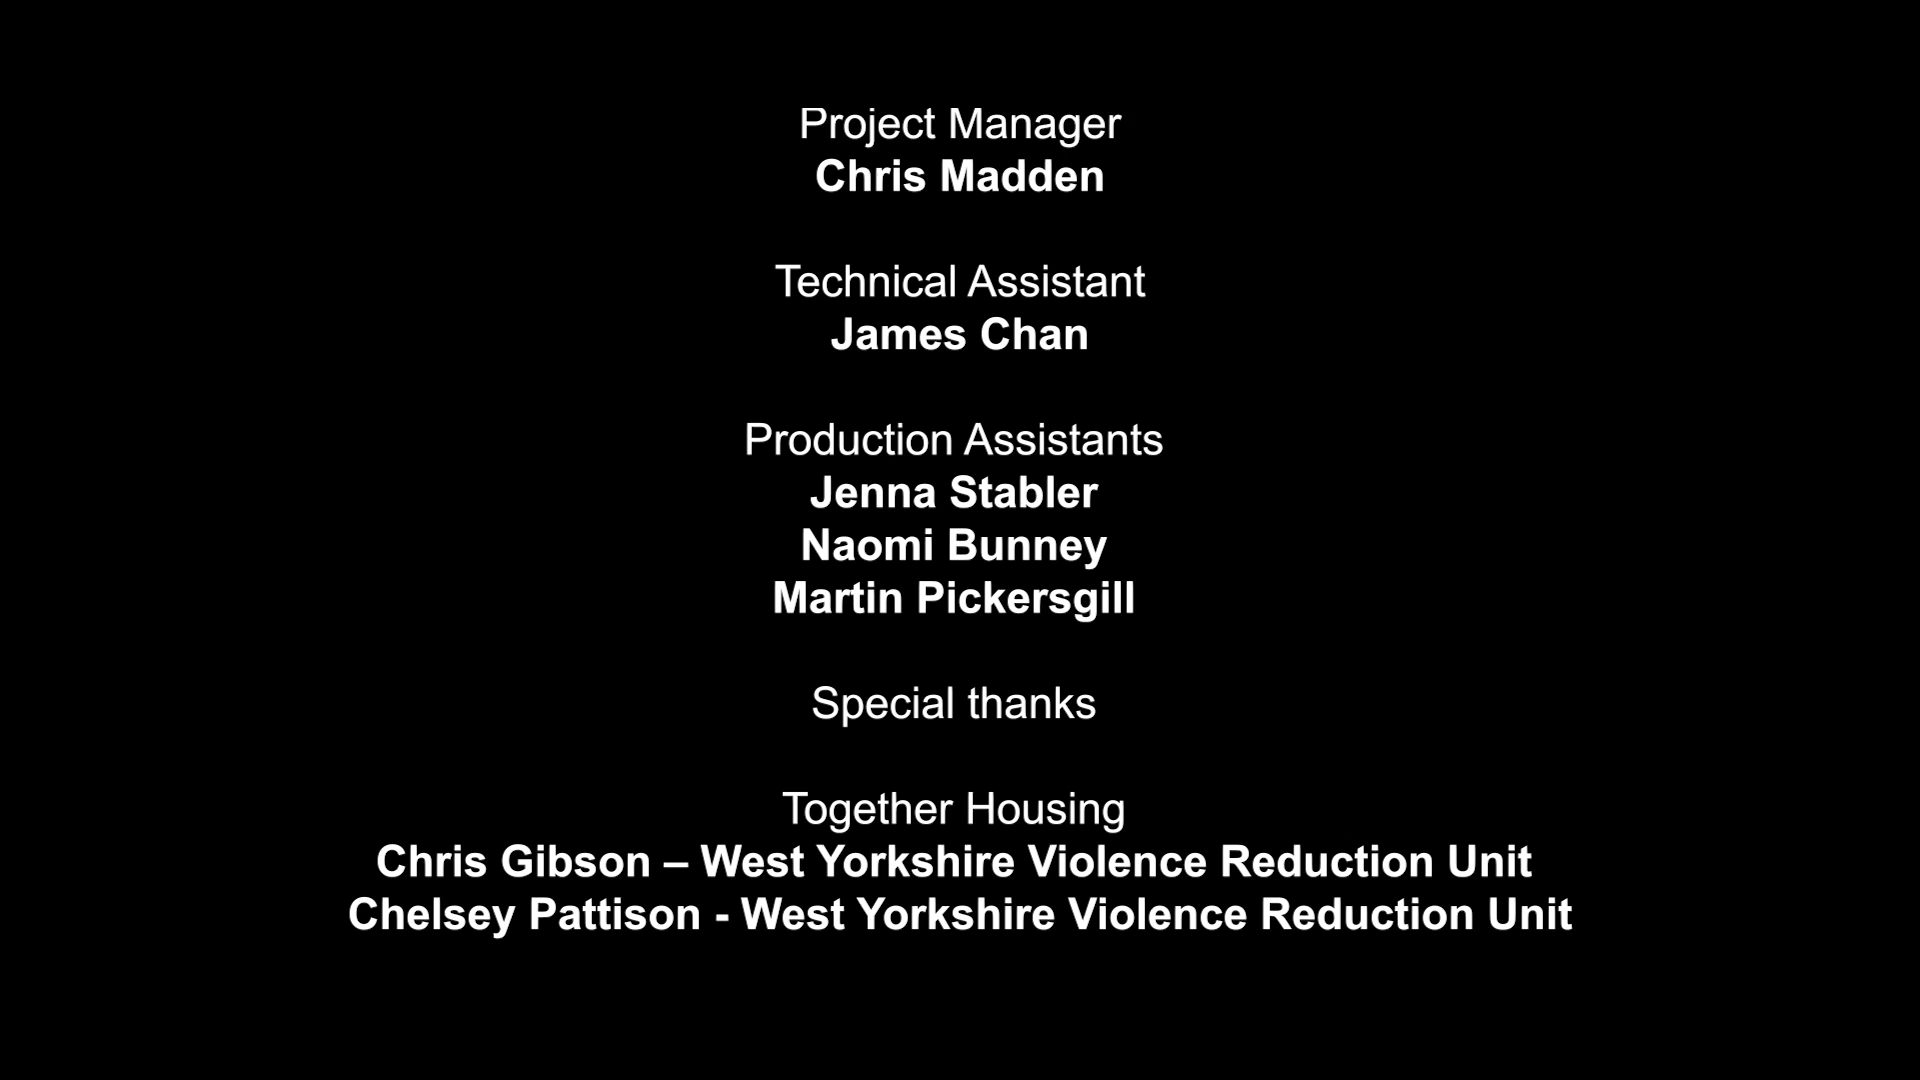 Project Manager
Chris Madden
Technical Assistant
James Chan
Production Assistants
Jenna Stabler
Naomi Bunney
Martin Pickersgill
Special thanks
Together Housing
Chris Gibson – West Yorkshire Violence Reduction Unit
Chelsey Pattison - West Yorkshire Violence Reduction Unit